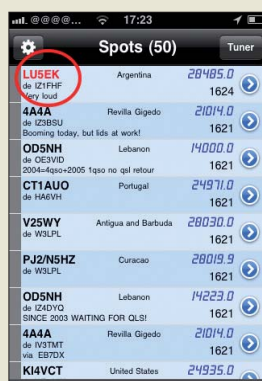 @@@@... 17:23
Spots (50) Tuner
LU5EK Argentina 28485.0
de IZ1FHF 1624
Very loud
4A4A Revilla Gigedo 21014.0
de IZ3BSU 1621
Booming today, but lids at work!
OD5NH Lebanon 14000.0
de OE3VID 1621
2004=4qso+2005 1qso no qsl retour
CT1AUO Portugal 24971.0
de HA6VH 1621
V25WY Antigua and Barbuda 28030.0
de W3LPL 1621
PJ2/N5HZ Curacao 28019.9
de W3LPL 1621
OD5NH Lebanon 14223.0
de IZ4DYQ 1621
SINCE 2003 WAITING FOR QLS!
4A4A Revilla Gigedo 21014.0
de IV3TMT 1621
via EB7DX
KI4VCT United States 24935.0